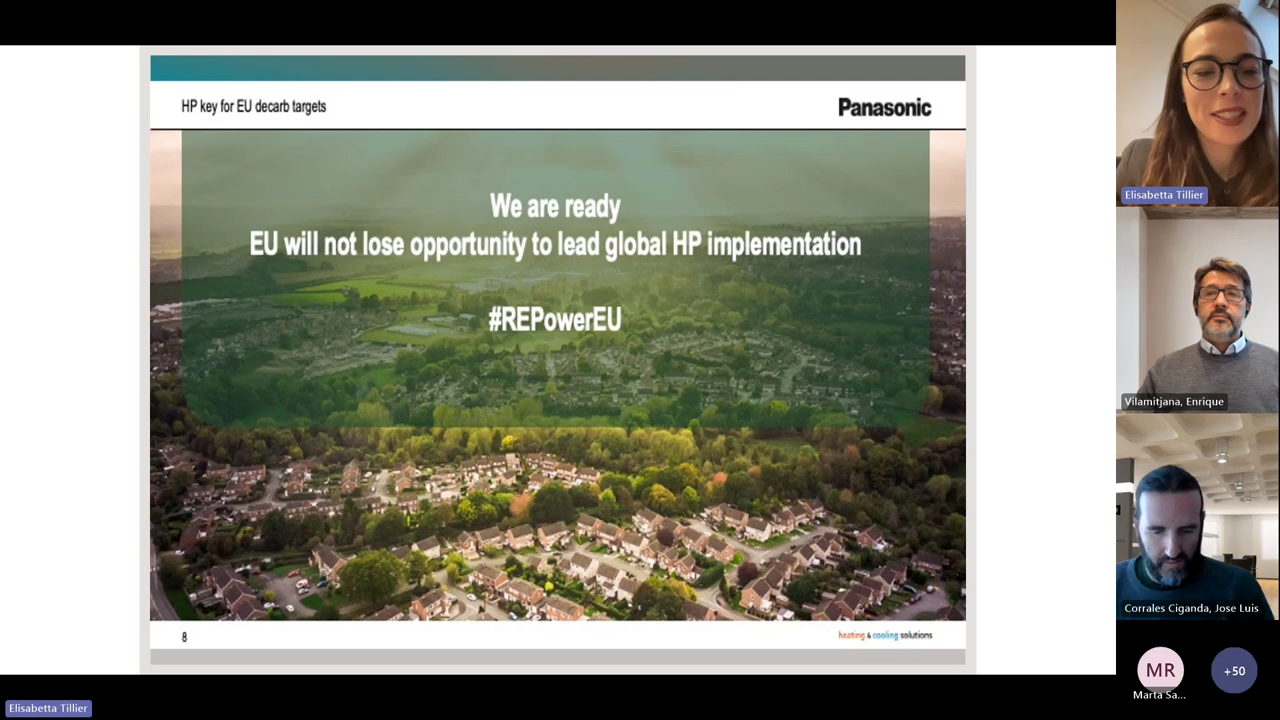 HP key for EU decarb targets
Panasonic
We are ready
EU will not lose opportunity to lead global HP implementation
#REPowerEU
8
heating & cooling solutions
Elisabetta Tillier
Vilamitjana, Enrique
Corrales Ciganda, Jose Luis
MR
Marta Sa...
+50
Elisabetta Tillier